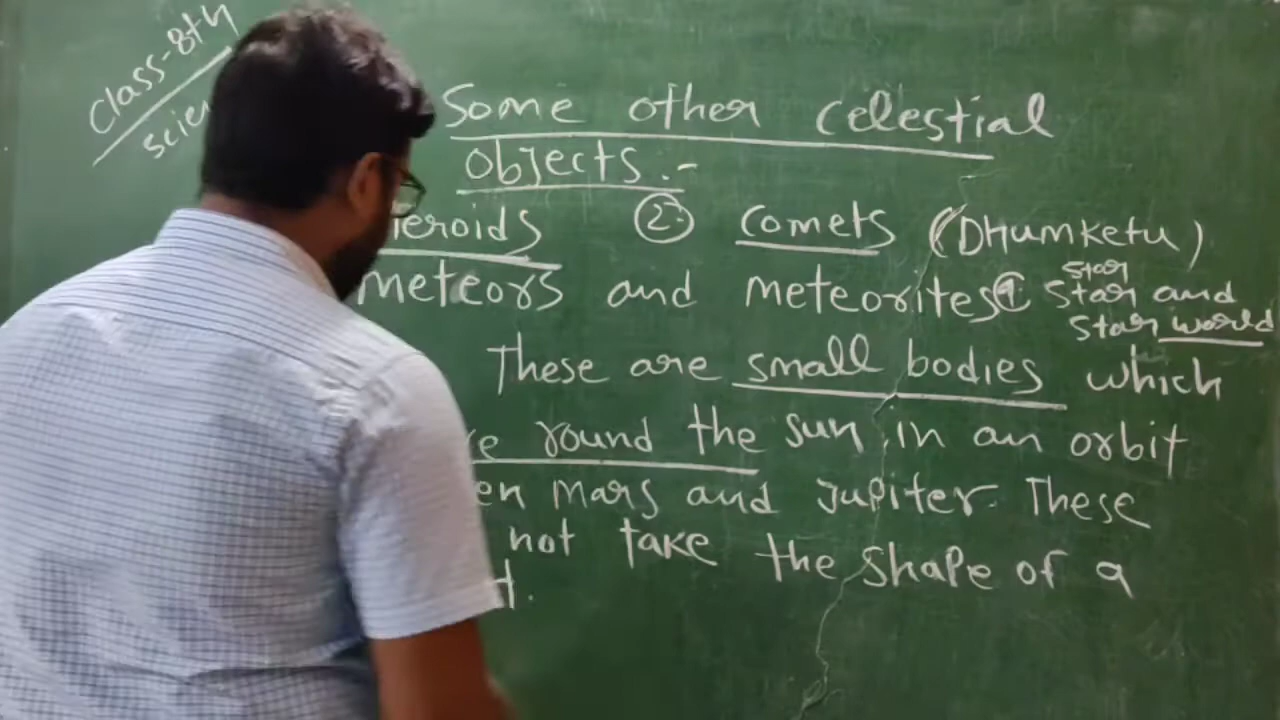 Class-8th
Some other celestial
Objects :-
② Comets (Dhumketu)
meteors and meteorites ④ Star and
Star
Star world
These are small bodies which
round the sun in an orbit
Mars and Jupiter. These
not take the shape of a